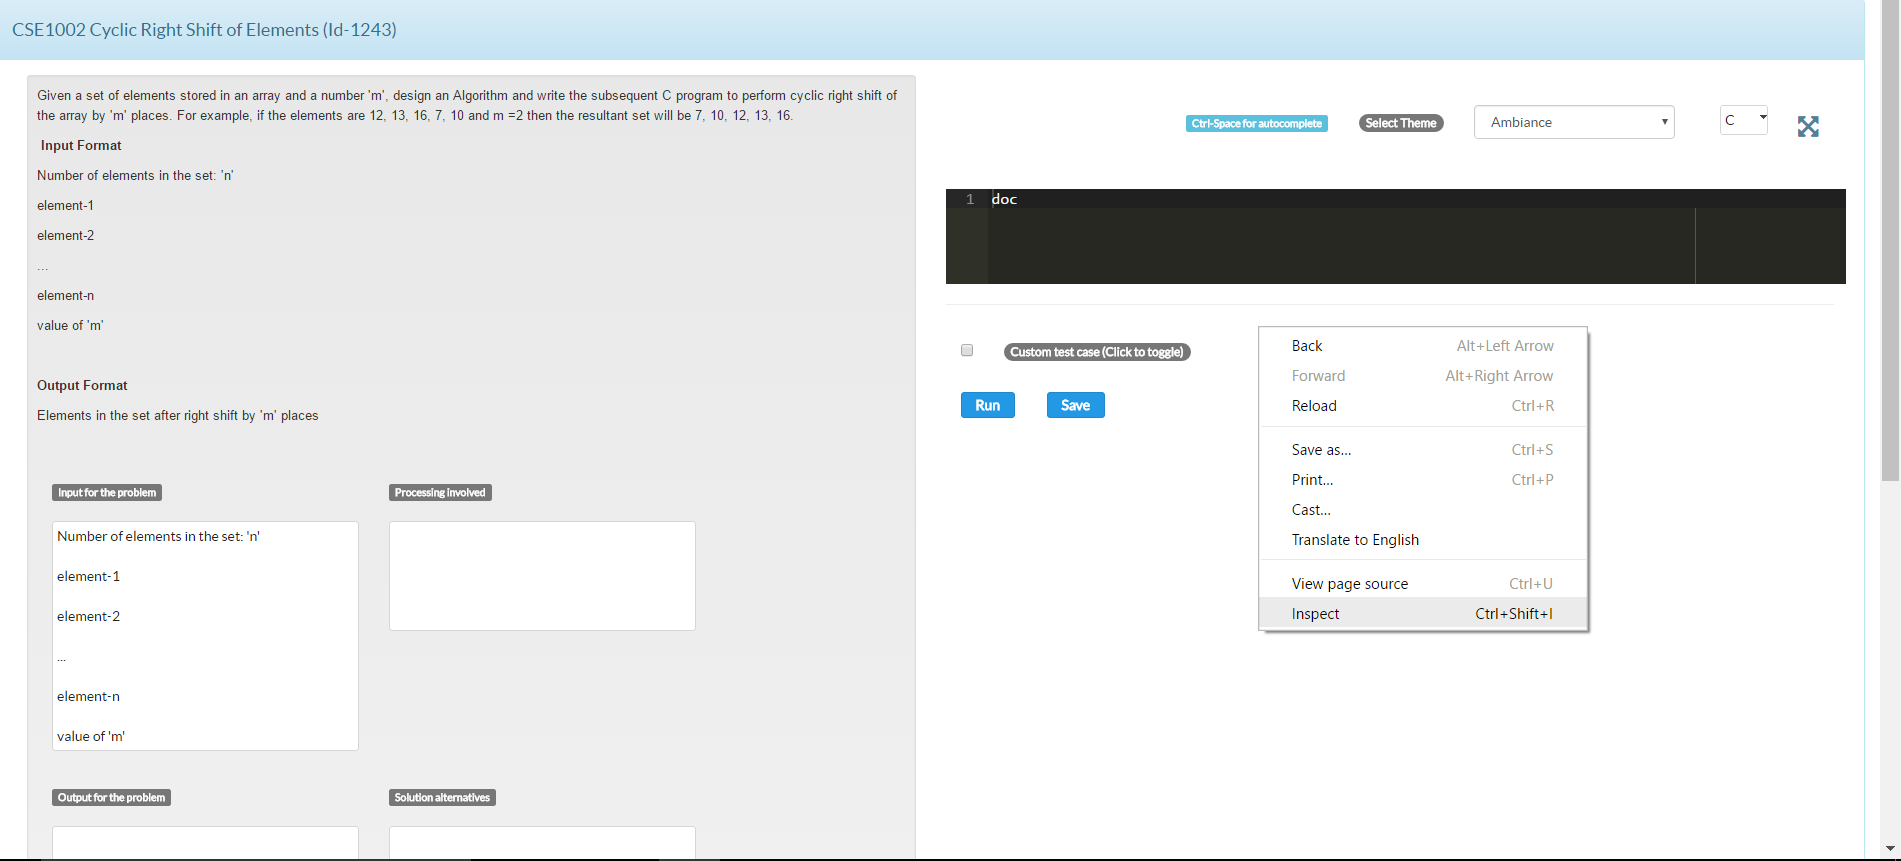 CSE1002 Cyclic Right Shift of Elements (Id-1243)
Given a set of elements stored in an array and a number 'm', design an Algorithm and write the subsequent C program to perform cyclic right shift of
the array by 'm' places. For example, if the elements are 12, 13, 16, 7, 10 and m =2 then the resultant set will be 7, 10, 12, 13, 16.
Input Format
Number of elements in the set: 'n'
element-1
element-2
...
element-n
value of 'm'
Output Format
Elements in the set after right shift by 'm' places
Input for the problem
Processing involved
Number of elements in the set: 'n'
element-1
element-2
...
element-n
value of 'm'
Output for the problem
Solution alternatives
Ctrl-Space for autocomplete
Select Theme
Ambiance
C
1 doc
Custom test case (Click to toggle)
Run
Save
Back Alt+Left Arrow
Forward Alt+Right Arrow
Reload Ctrl+R
Save as... Ctrl+S
Print... Ctrl+P
Cast...
Translate to English
View page source Ctrl+U
Inspect Ctrl+Shift+I